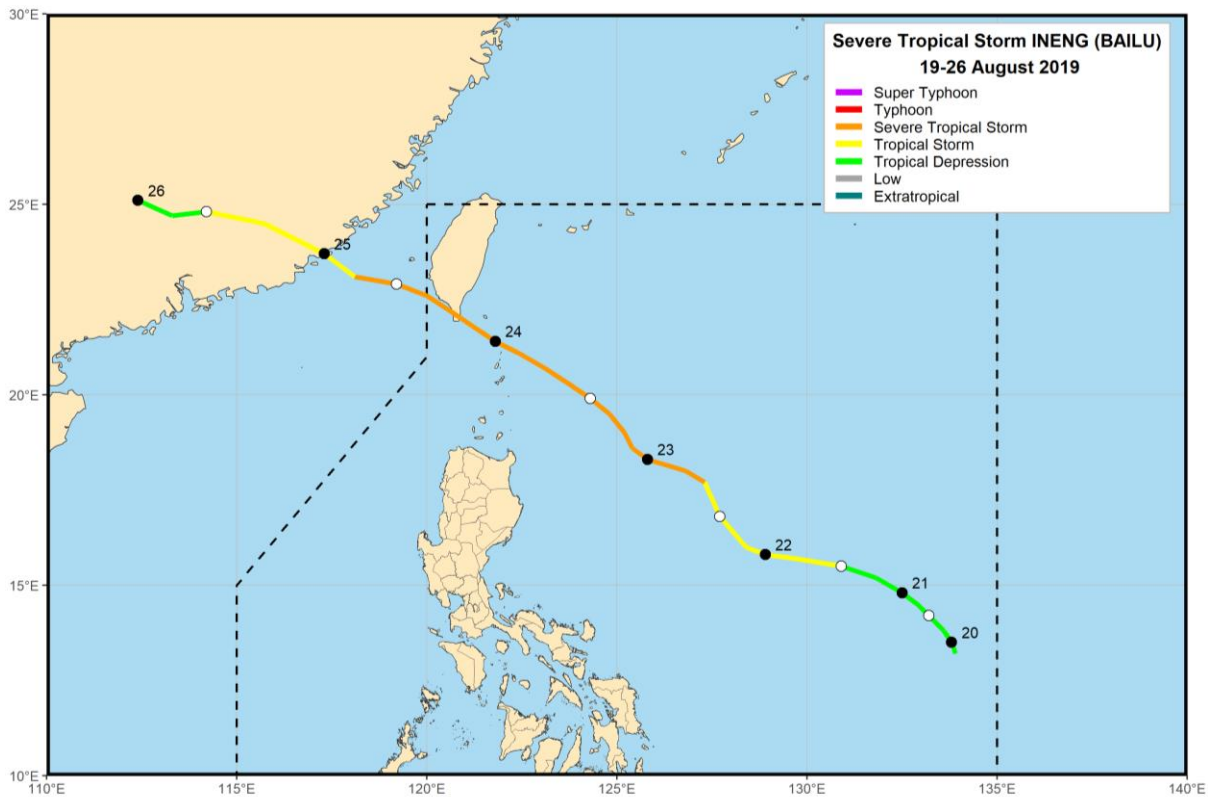 Severe Tropical Storm INENG (BAILU)
19-26 August 2019
Super Typhoon
Typhoon
Severe Tropical Storm
Tropical Storm
Tropical Depression
Low
Extratropical
30°E
25°E
20°E
15°E
10°E
26
25
24
23
22
21
20
110°E
115°E
120°E
125°E
130°E
135°E
140°E